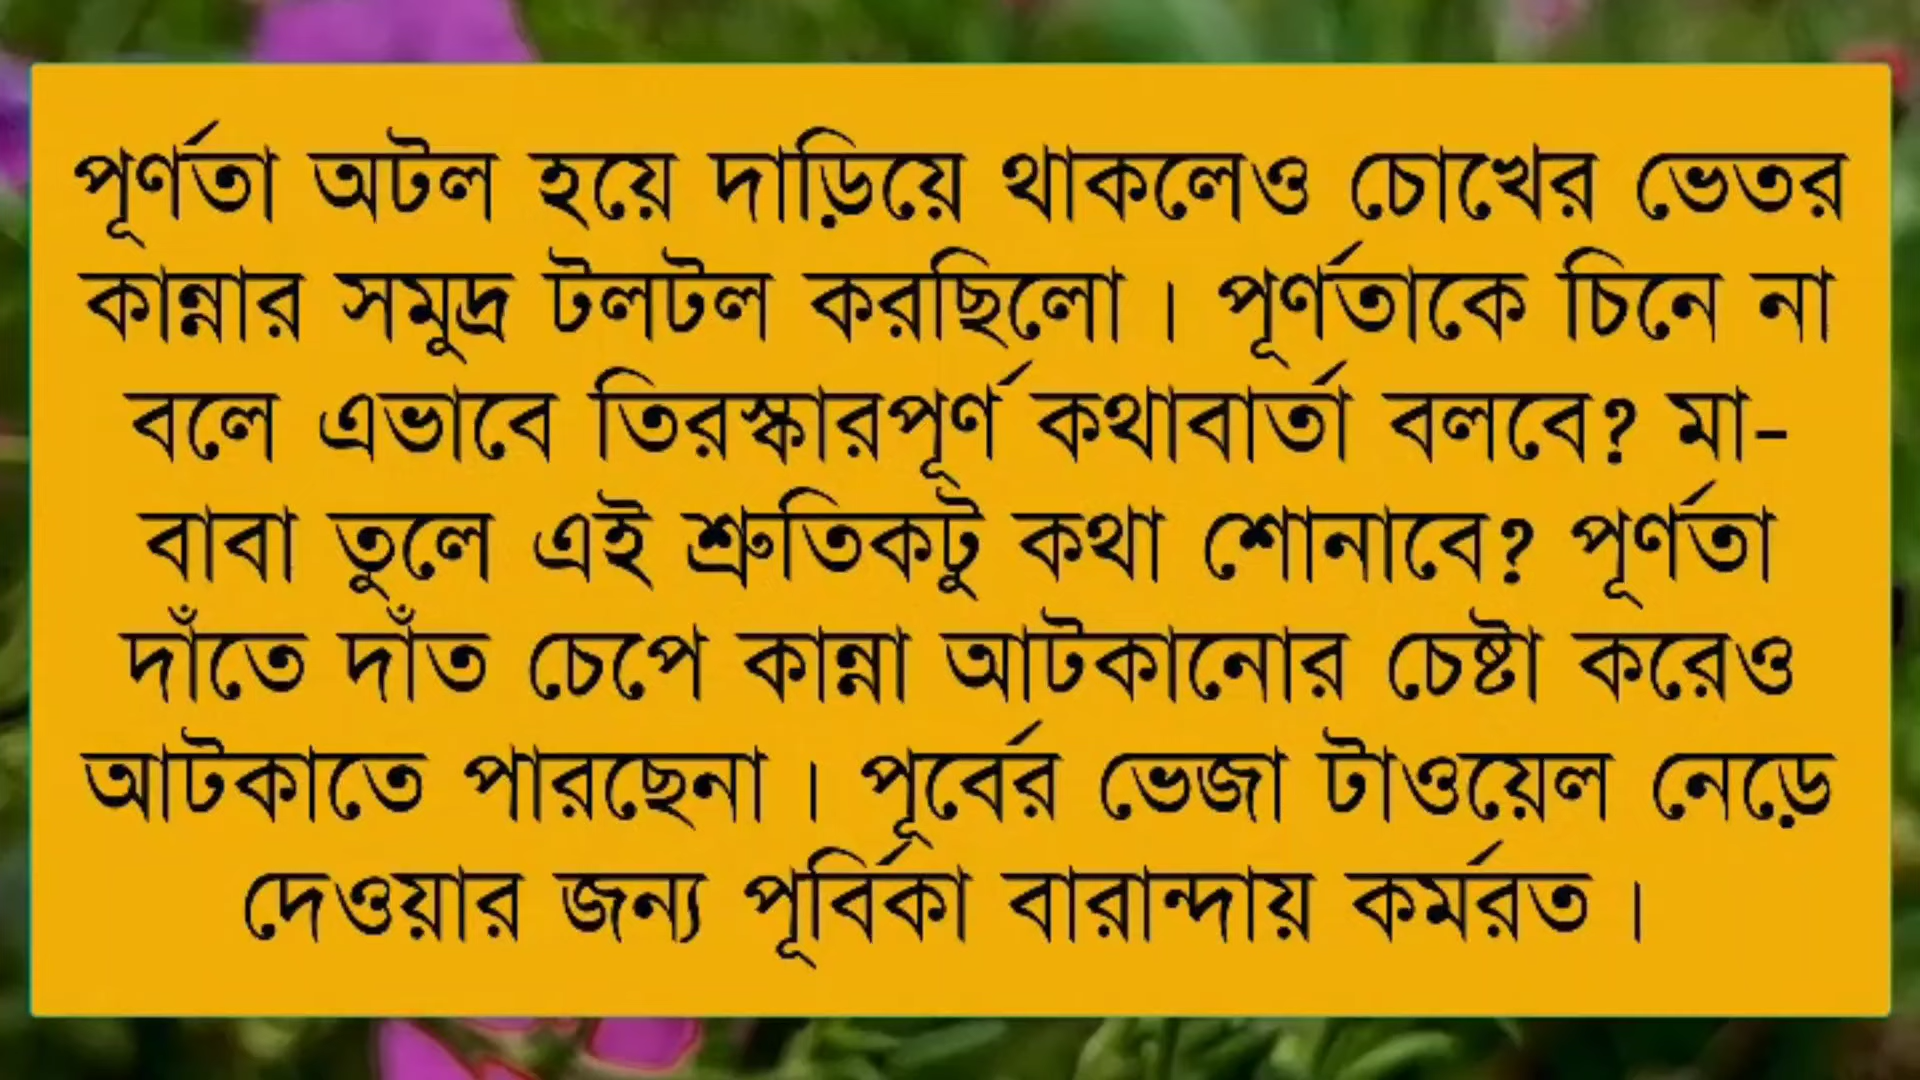 পূর্ণতা অটল হয়ে দাড়িয়ে থাকলেও চোখের ভেতর
কান্নার সমুদ্র টলটল করছিলো। পূর্ণতাকে চিনে না
বলে এভাবে তিরস্কারপূর্ণ কথাবার্তা বলবে? মা-
বাবা তুলে এই শ্রুতিকটু কথা শোনাবে? পূর্ণতা
দাঁতে দাঁত চেপে কান্না আটকানোর চেষ্টা করেও
আটকাতে পারছেনা। পূর্বের ভেজা টাওয়েল নেড়ে
দেওয়ার জন্য পূর্বিকা বারান্দায় কর্মরত।